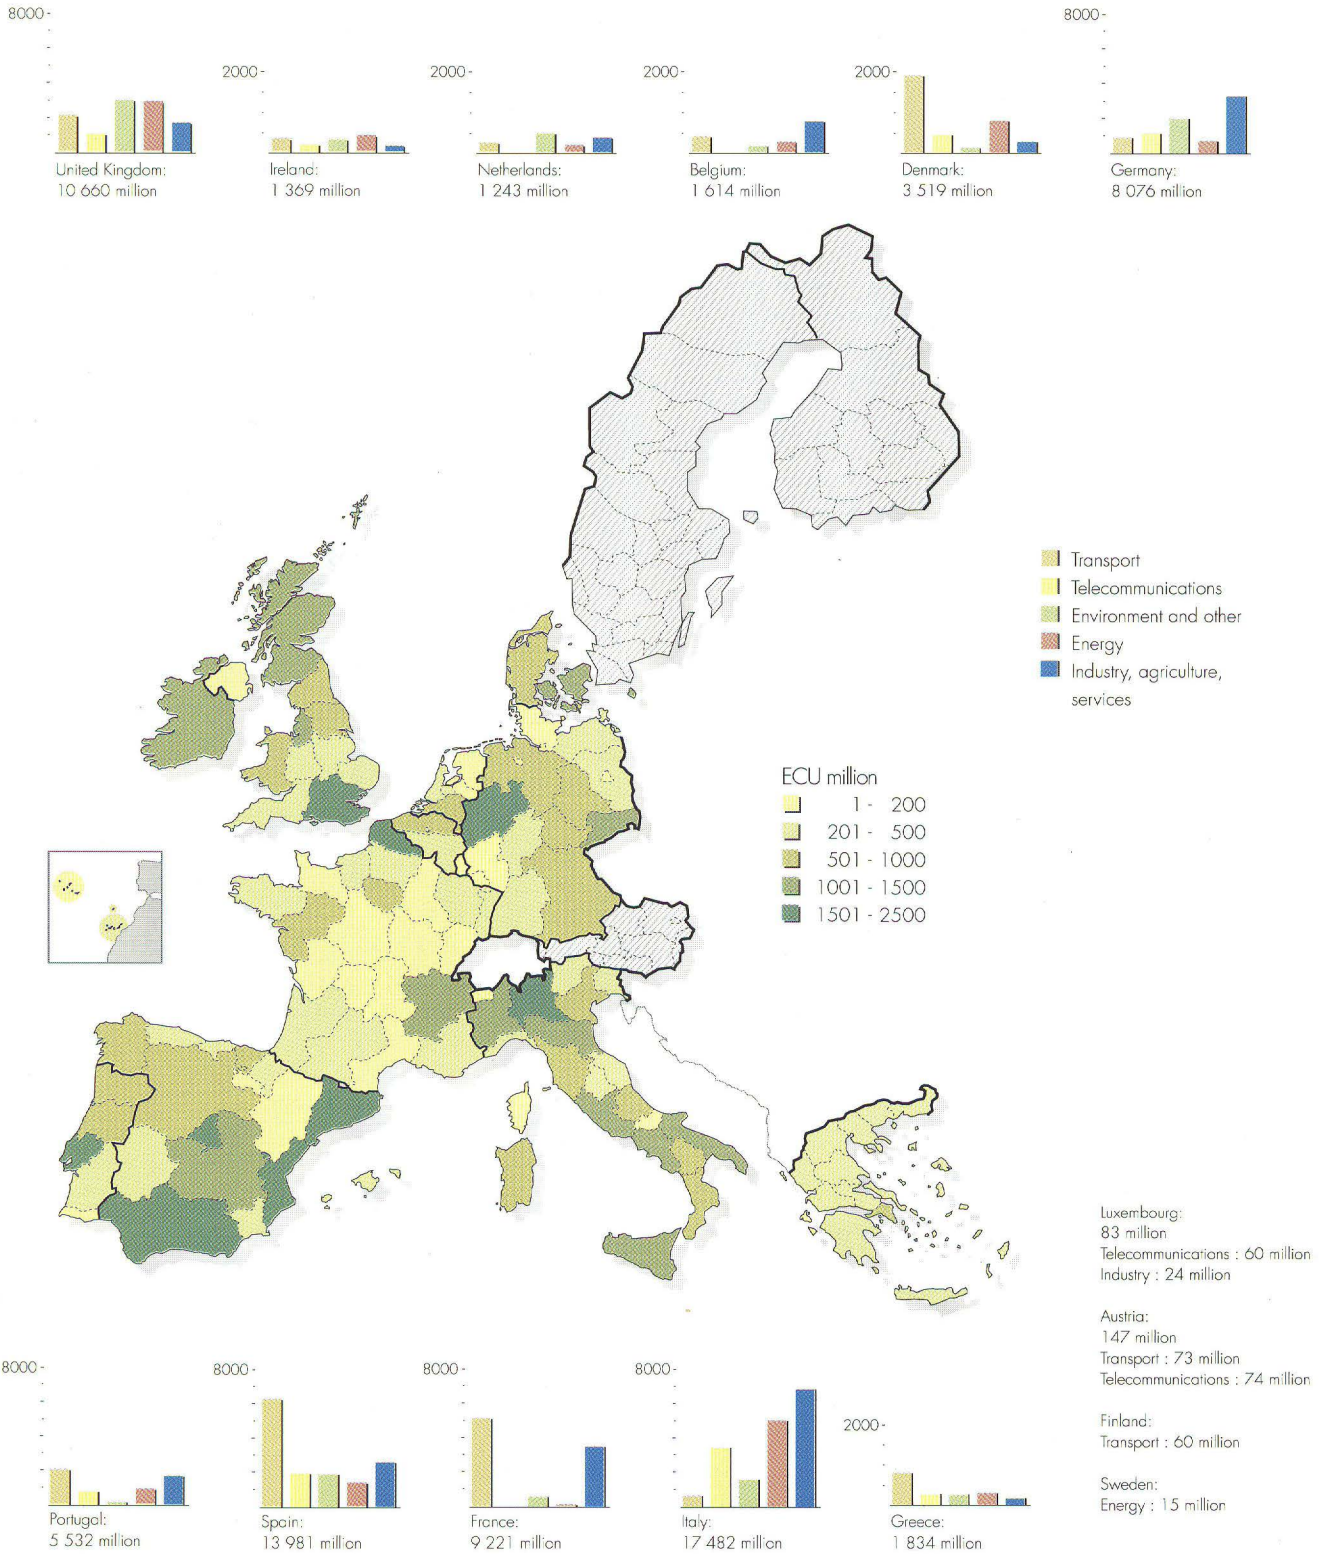 8000
8000
2000
2000
2000
2000
United Kingdom:
10 660 million
Ireland:
1 369 million
Netherlands:
1 243 million
Belgium:
1 614 million
Denmark:
3 519 million
Germany:
8 076 million
Transport
Telecommunications
Environment and other
Energy
Industry, agriculture,
services
ECU million
1 - 200
201 - 500
501 - 1000
1001 - 1500
1501 - 2500
Luxembourg:
83 million
Telecommunications : 60 million
Industry : 24 million
Austria:
147 million
Transport : 73 million
Telecommunications : 74 million
Finland:
Transport : 60 million
Sweden:
Energy : 15 million
8000
8000
8000
8000
2000
Portugal:
5 532 million
Spain:
13 981 million
France:
9 221 million
Italy:
17 482 million
Greece:
1 834 million